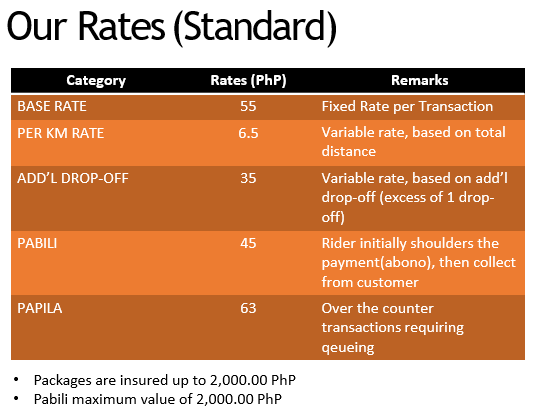 Our Rates (Standard)
Category Rates (PhP) Remarks
BASE RATE 55 Fixed Rate per Transaction
PER KM RATE 6.5 Variable rate, based on total
distance
ADD’L DROP-OFF 35 Variable rate, based on add’l
drop-off (excess of 1 drop-
off)
PABILI 45 Rider initially shoulders the
payment(abono), then collect
from customer
PAPILA 63 Over the counter
transactions requiring
qeueing
• Packages are insured up to 2,000.00 PhP
• Pabili maximum value of 2,000.00 PhP